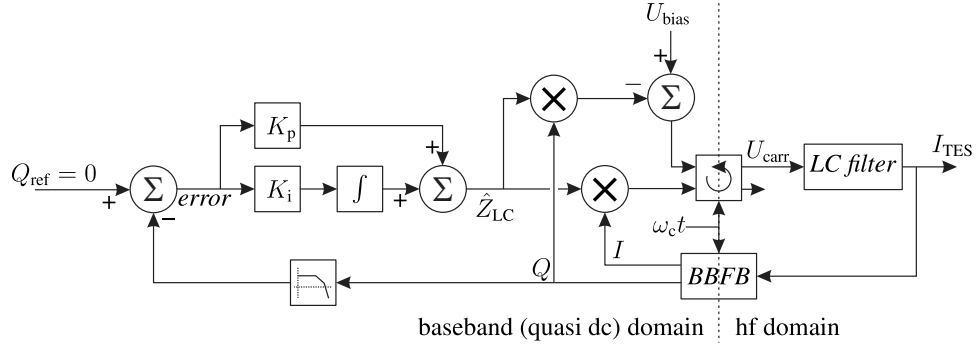 U_bias
+
−
Σ
K_p
+
Q_ref = 0
+
Σ
−
error
K_i
∫
+
Σ
Ẑ_LC
U_carr
LC filter
I_TES
ω_c t
I
Q
BBFB
baseband (quasi dc) domain
hf domain